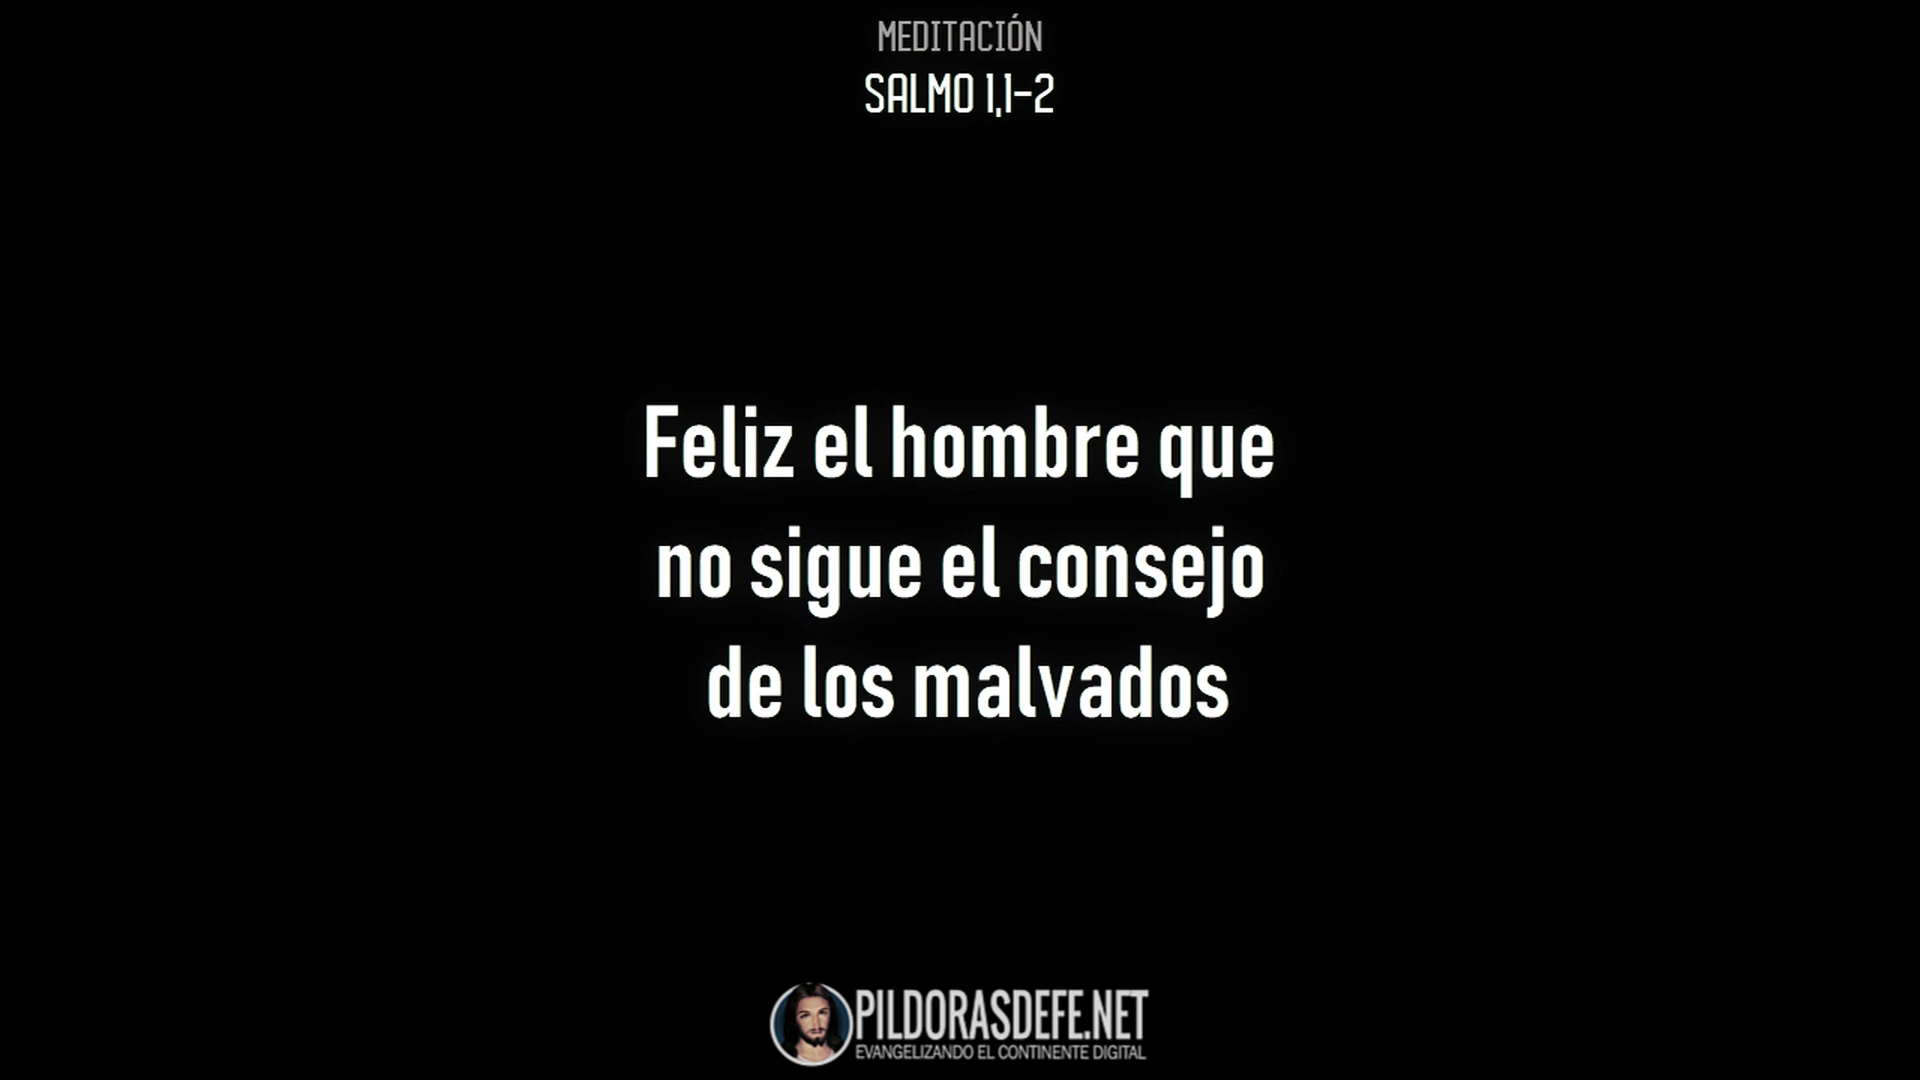 MEDITACIÓN
SALMO 1,1-2
Feliz el hombre que
no sigue el consejo
de los malvados
PILDORASDEFE.NET
EVANGELIZANDO EL CONTINENTE DIGITAL